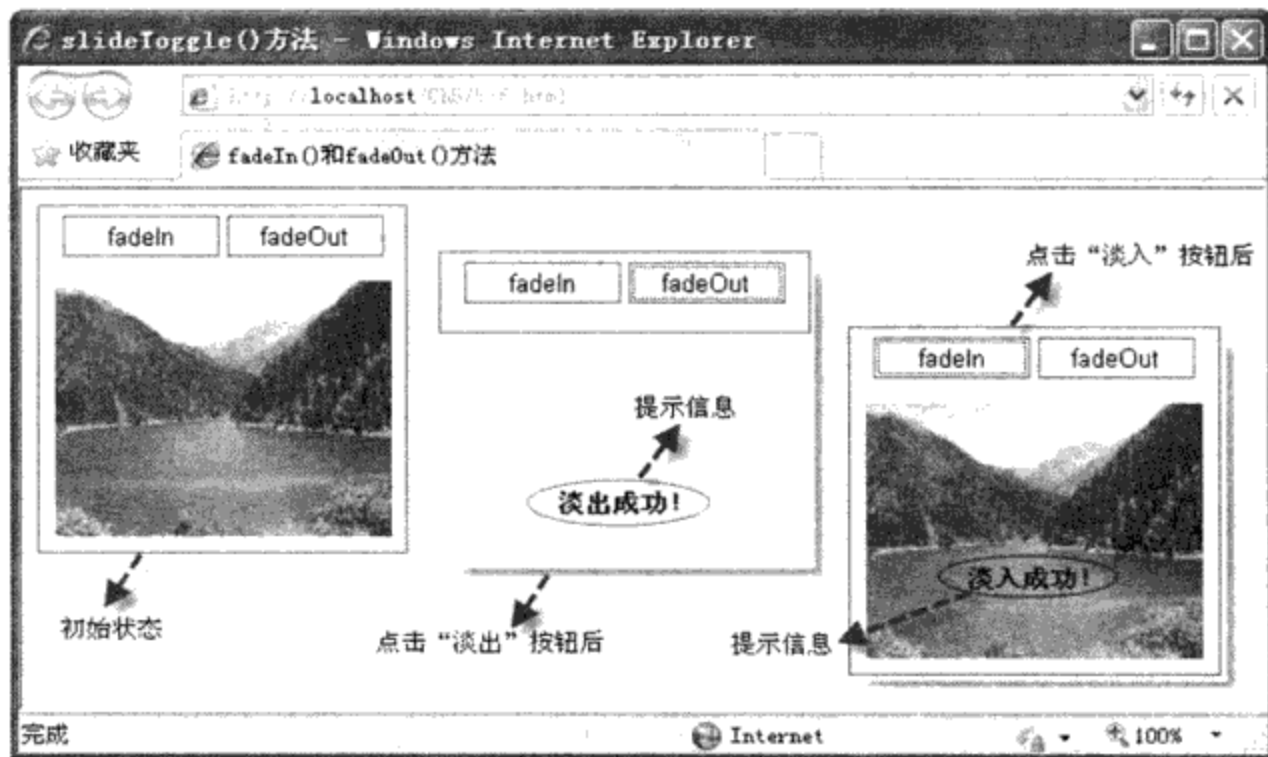 slideToggle()方法 - Windows Internet Explorer
localhost
收藏夹
fadeIn()和fadeOut()方法
fadeIn fadeOut
初始状态
fadeIn fadeOut
提示信息
淡出成功!
点击“淡出”按钮后
点击“淡入”按钮后
fadeIn fadeOut
淡入成功!
提示信息
完成
Internet
100%